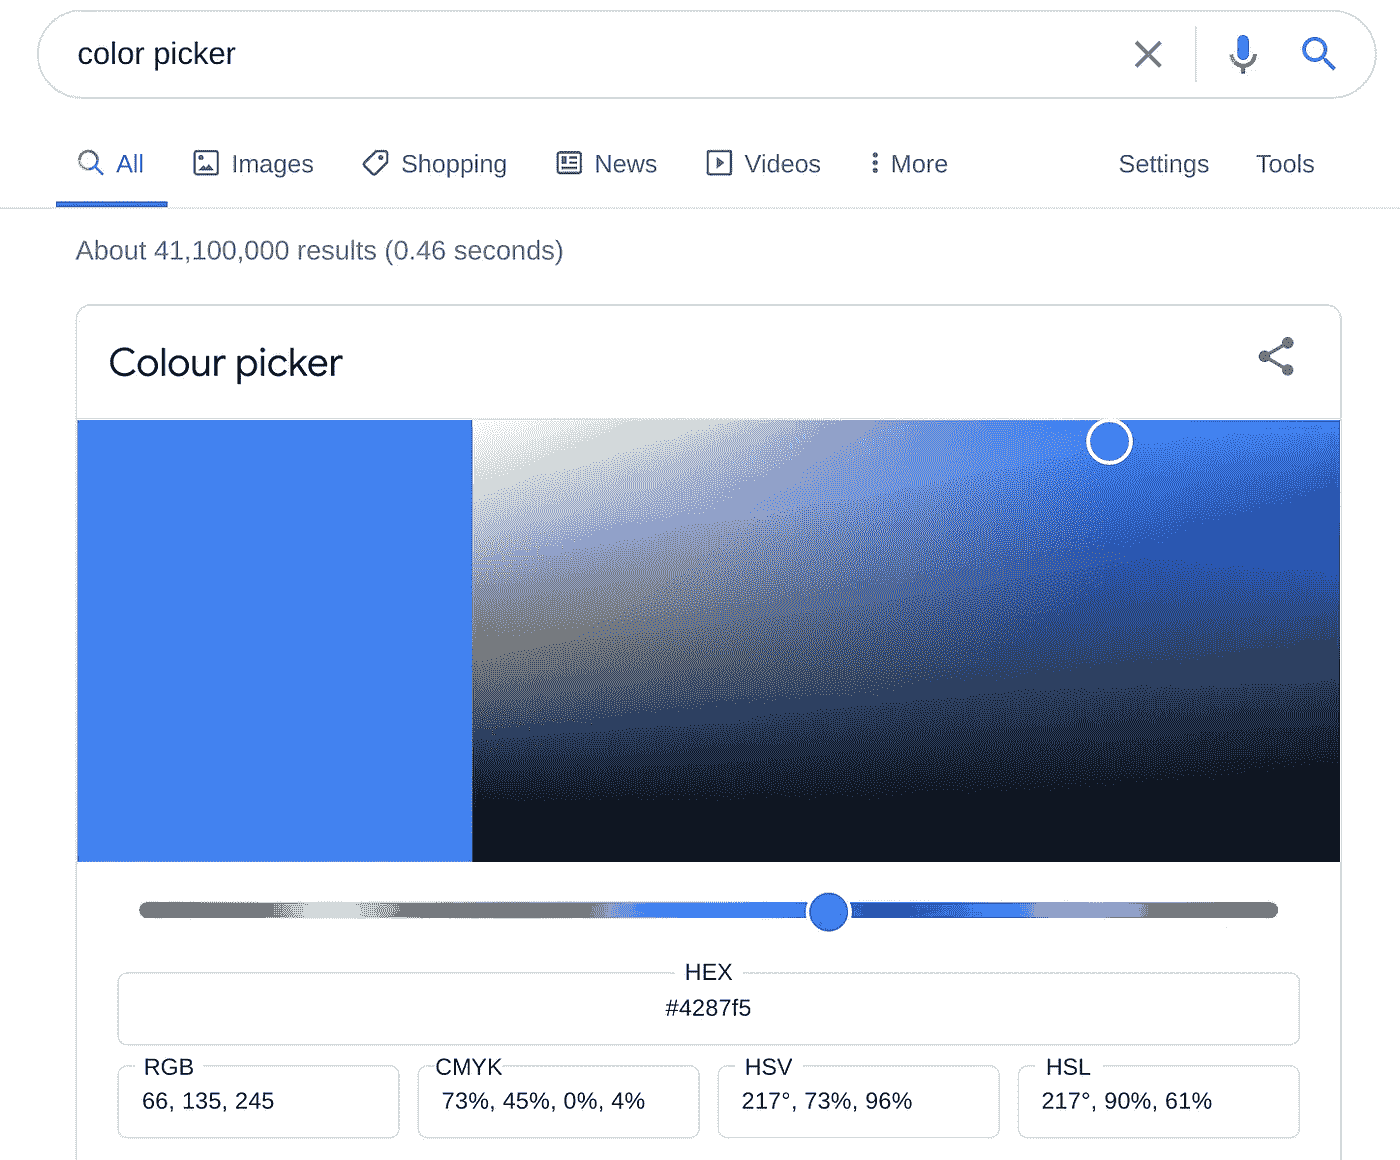 color picker
All Images Shopping News Videos More Settings Tools
About 41,100,000 results (0.46 seconds)
Colour picker
HEX
#4287f5
RGB CMYK HSV HSL
66, 135, 245 73%, 45%, 0%, 4% 217°, 73%, 96% 217°, 90%, 61%